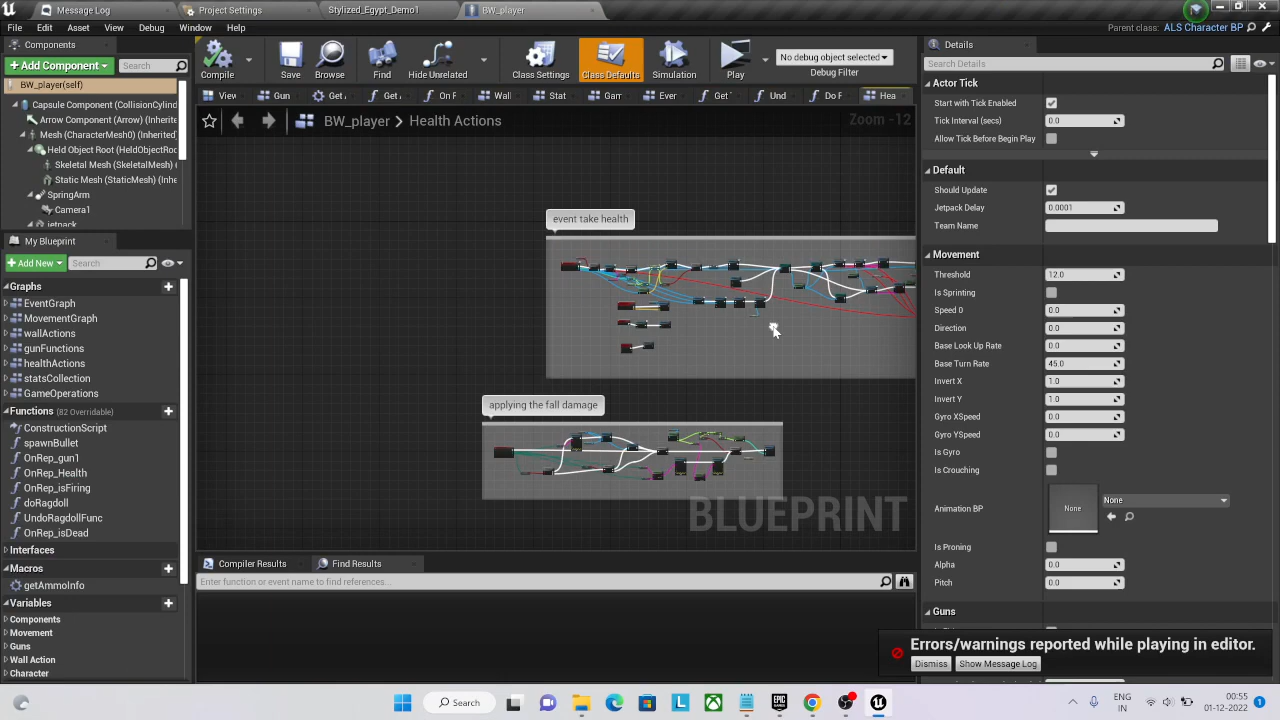 Message Log
Project Settings
Stylized_Egypt_Demo1
BW_player
File Edit Asset View Debug Window Help
Parent class: ALS Character BP
Components
Add Component
Search
BW_player(self)
Capsule Component (CollisionCylind
Arrow Component (Arrow) (Inherite
Mesh (CharacterMesh0) (Inherited
Held Object Root (HeldObjectRoo
Skeletal Mesh (SkeletalMesh) (
Static Mesh (StaticMesh) (Inhe
SpringArm
Camera1
jetpack
Compile
Save
Browse
Find
Hide Unrelated
Class Settings
Class Defaults
Simulation
Play
No debug object selected
Debug Filter
View
Gun
Get
Get
On F
Wall
Stat
Gam
Ever
Get
Und
Do F
Hea
BW_player > Health Actions
Zoom -12
event take health
applying the fall damage
BLUEPRINT
My Blueprint
Add New
Search
Graphs
EventGraph
MovementGraph
wallActions
gunFunctions
healthActions
statsCollection
GameOperations
Functions (82 Overridable)
ConstructionScript
spawnBullet
OnRep_gun1
OnRep_Health
OnRep_isFiring
doRagdoll
UndoRagdollFunc
OnRep_isDead
Interfaces
Macros
getAmmoInfo
Variables
Components
Movement
Guns
Wall Action
Character
Compiler Results
Find Results
Enter function or event name to find references...
Details
Search Details
Actor Tick
Start with Tick Enabled
Tick Interval (secs) 0.0
Allow Tick Before Begin Play
Default
Should Update
Jetpack Delay 0.0001
Team Name
Movement
Threshold 12.0
Is Sprinting
Speed 0 0.0
Direction 0.0
Base Look Up Rate 0.0
Base Turn Rate 45.0
Invert X 1.0
Invert Y 1.0
Gyro XSpeed 0.0
Gyro YSpeed 0.0
Is Gyro
Is Crouching
Animation BP None None
Is Proning
Alpha 0.0
Pitch 0.0
Guns
Errors/warnings reported while playing in editor.
Dismiss
Show Message Log
Search
ENG
IN
00:55
01-12-2022